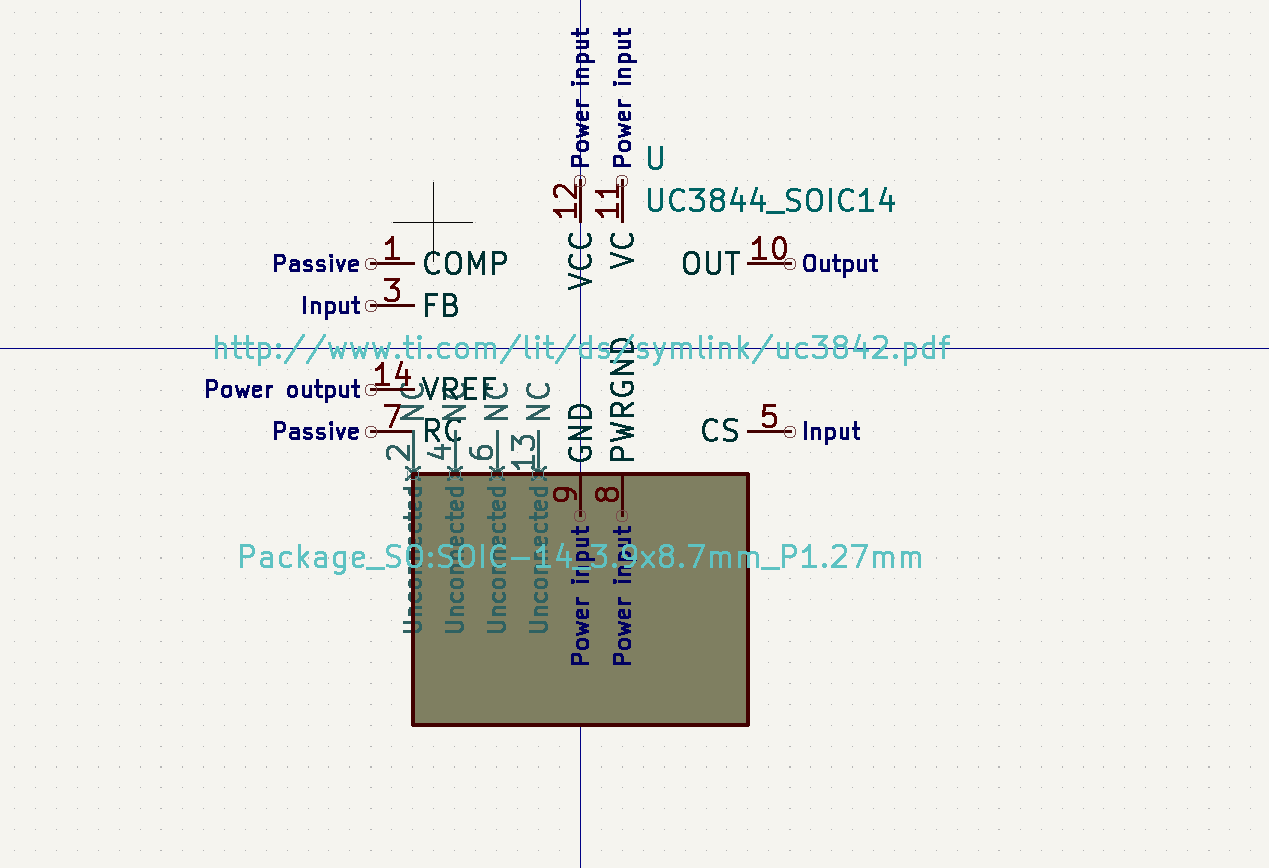 Power input
Power input
U
12
11
UC3844_SOIC14
VCC
VC
Passive
1
COMP
OUT
10
Output
Input
3
FB
http://www.ti.com/lit/ds/symlink/uc3842.pdf
Power output
14
VREF
NC
NC
NC
NC
GND
PWRGND
Passive
7
RC
CS
5
Input
2
4
6
13
9
8
Unconnected
Unconnected
Unconnected
Unconnected
Package_SO:SOIC-14_3.9x8.7mm_P1.27mm
Power input
Power input